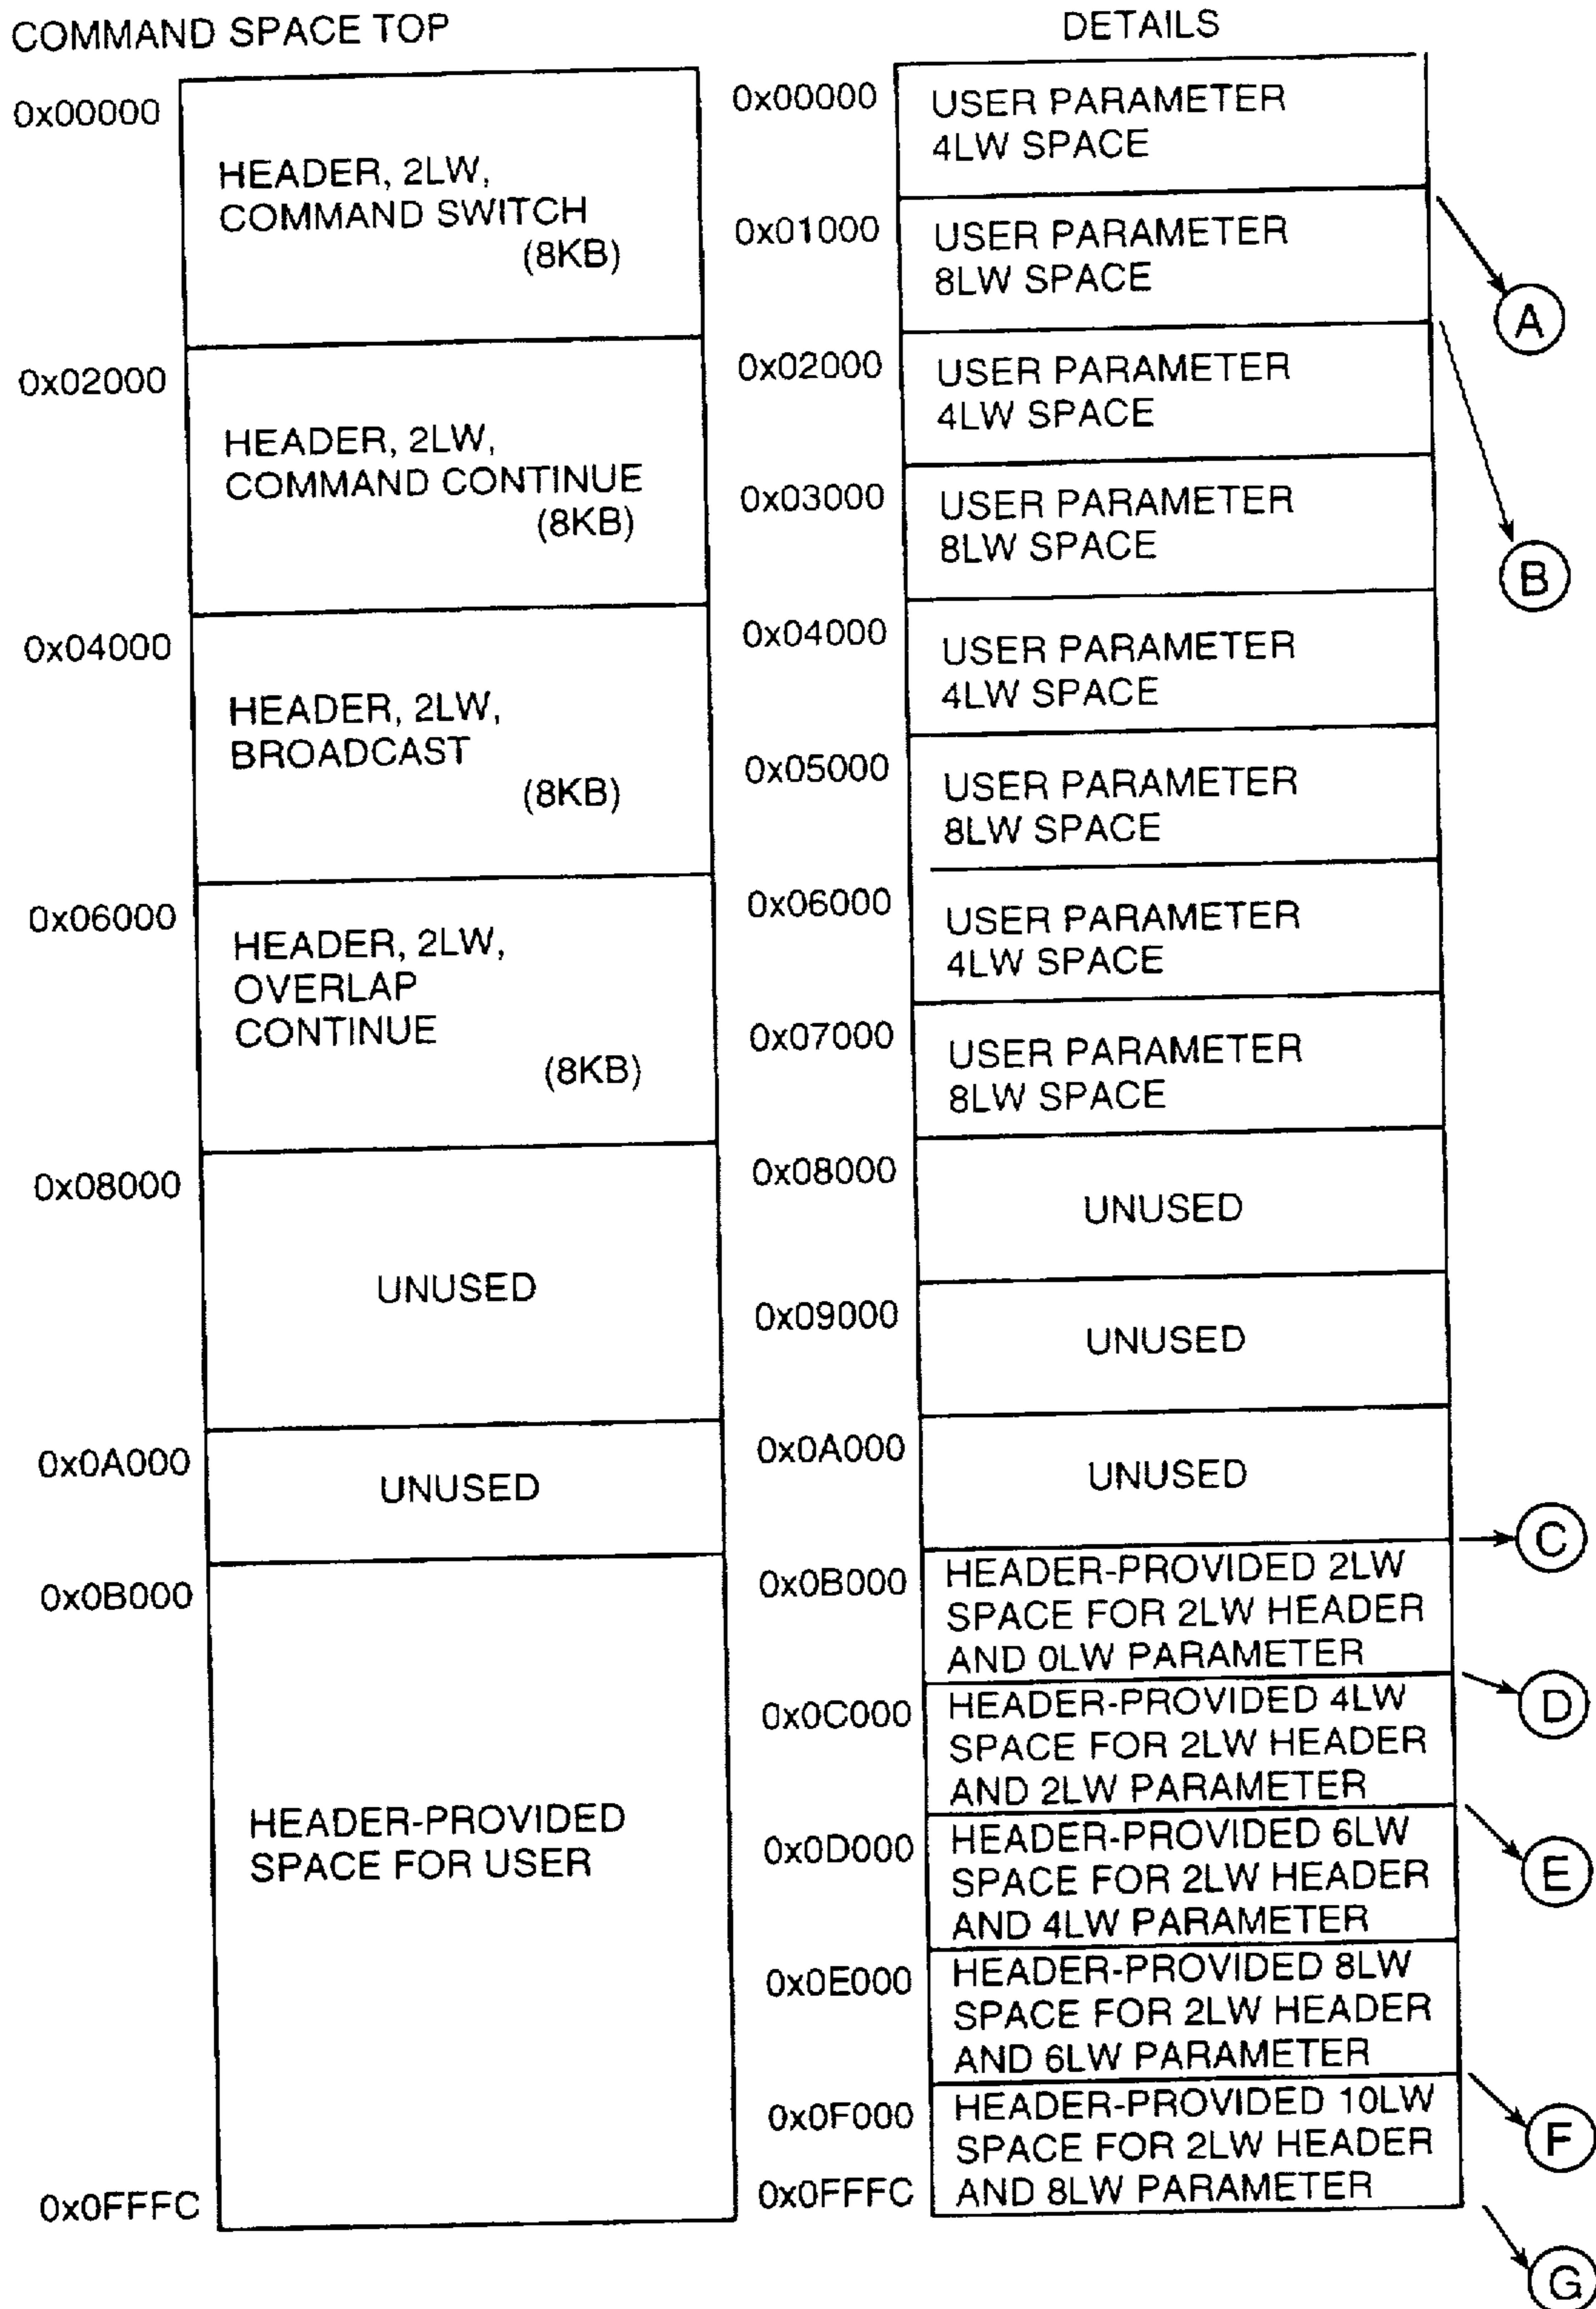 COMMAND SPACE TOP
0x00000
HEADER, 2LW,
COMMAND SWITCH
(8KB)
0x02000
HEADER, 2LW,
COMMAND CONTINUE
(8KB)
0x04000
HEADER, 2LW,
BROADCAST
(8KB)
0x06000
HEADER, 2LW,
OVERLAP
CONTINUE
(8KB)
0x08000
UNUSED
0x0A000
UNUSED
0x0B000
HEADER-PROVIDED
SPACE FOR USER
0x0FFFC
DETAILS
0x00000
USER PARAMETER
4LW SPACE
0x01000
USER PARAMETER
8LW SPACE
A
0x02000
USER PARAMETER
4LW SPACE
0x03000
USER PARAMETER
8LW SPACE
B
0x04000
USER PARAMETER
4LW SPACE
0x05000
USER PARAMETER
8LW SPACE
0x06000
USER PARAMETER
4LW SPACE
0x07000
USER PARAMETER
8LW SPACE
0x08000
UNUSED
0x09000
UNUSED
0x0A000
UNUSED
C
0x0B000
HEADER-PROVIDED 2LW
SPACE FOR 2LW HEADER
AND 0LW PARAMETER
D
0x0C000
HEADER-PROVIDED 4LW
SPACE FOR 2LW HEADER
AND 2LW PARAMETER
E
0x0D000
HEADER-PROVIDED 6LW
SPACE FOR 2LW HEADER
AND 4LW PARAMETER
0x0E000
HEADER-PROVIDED 8LW
SPACE FOR 2LW HEADER
AND 6LW PARAMETER
F
0x0F000
HEADER-PROVIDED 10LW
SPACE FOR 2LW HEADER
AND 8LW PARAMETER
0x0FFFC
G